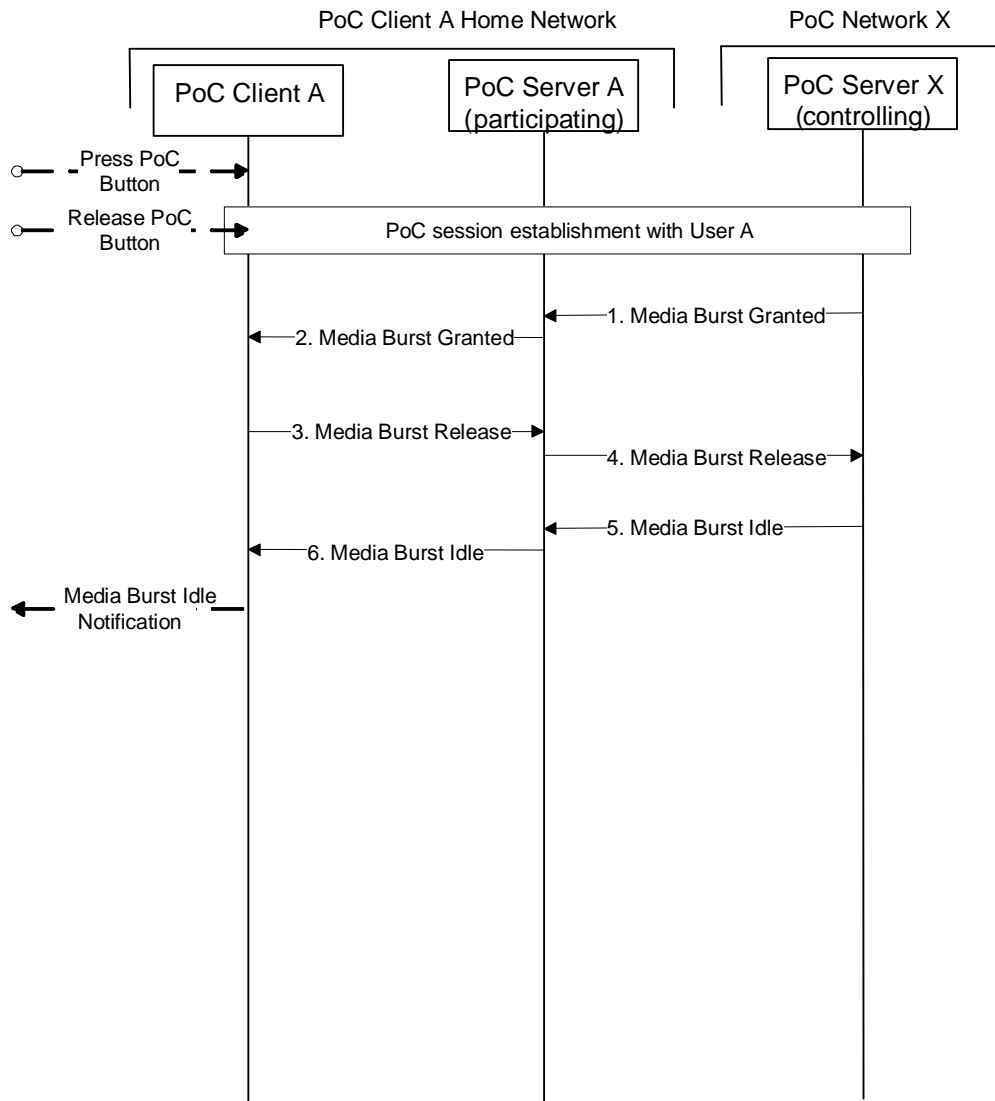 PoC Client A Home Network
PoC Network X
PoC Client A
PoC Server A
(participating)
PoC Server X
(controlling)
Press PoC
Button
Release PoC
Button
PoC session establishment with User A
1. Media Burst Granted
2. Media Burst Granted
3. Media Burst Release
4. Media Burst Release
5. Media Burst Idle
6. Media Burst Idle
Media Burst Idle
Notification